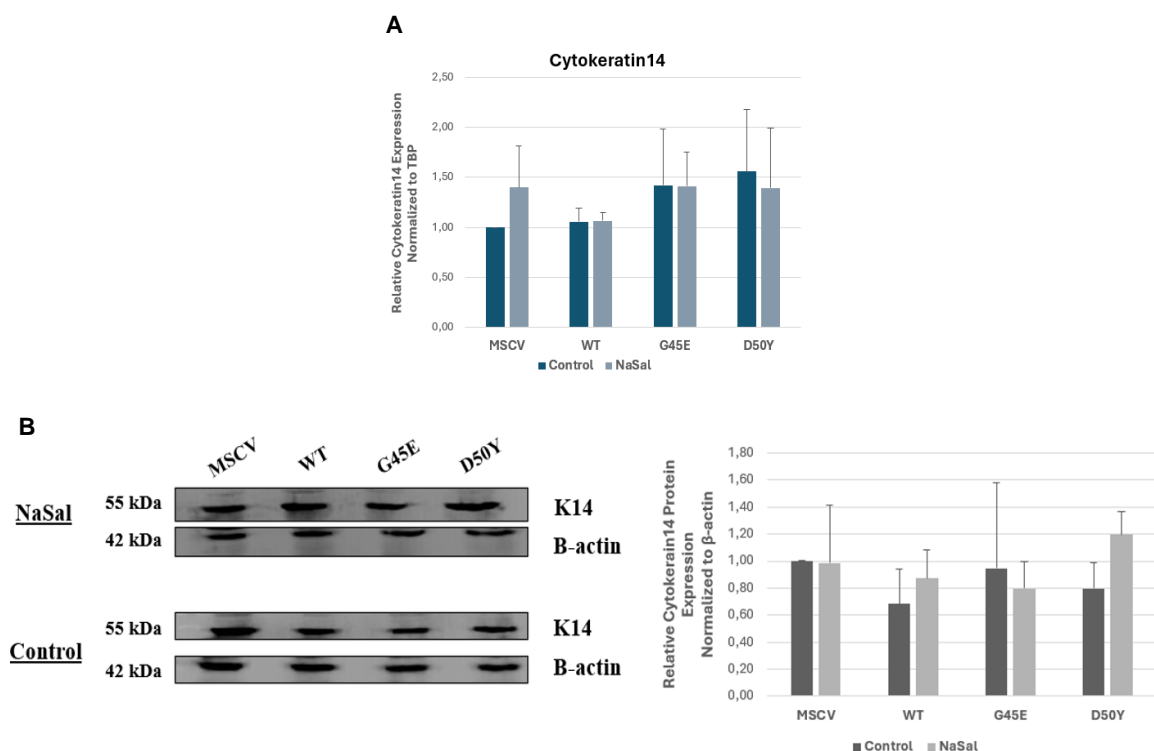 A
Cytokeratin14
Relative Cytokeratin14 Expression
Normalized to TBP
2,50
2,00
1,50
1,00
0,50
0,00
MSCV WT G45E D50Y
Control NaSal
B
MSCV WT G45E D50Y
NaSal
55 kDa K14
42 kDa B-actin
Control
55 kDa K14
42 kDa B-actin
Relative Cytokerain14 Protein
Expression
Normalized to β-actin
1,80
1,60
1,40
1,20
1,00
0,80
0,60
0,40
0,20
0,00
MSCV WT G45E D50Y
Control NaSal